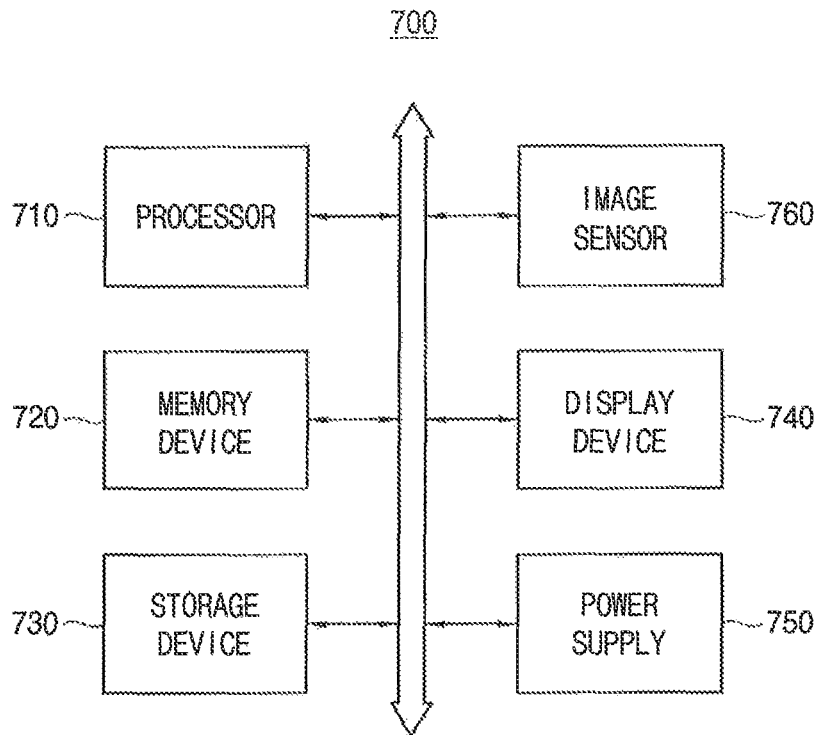 700
710
PROCESSOR
IMAGE
SENSOR
760
720
MEMORY
DEVICE
DISPLAY
DEVICE
740
730
STORAGE
DEVICE
POWER
SUPPLY
750